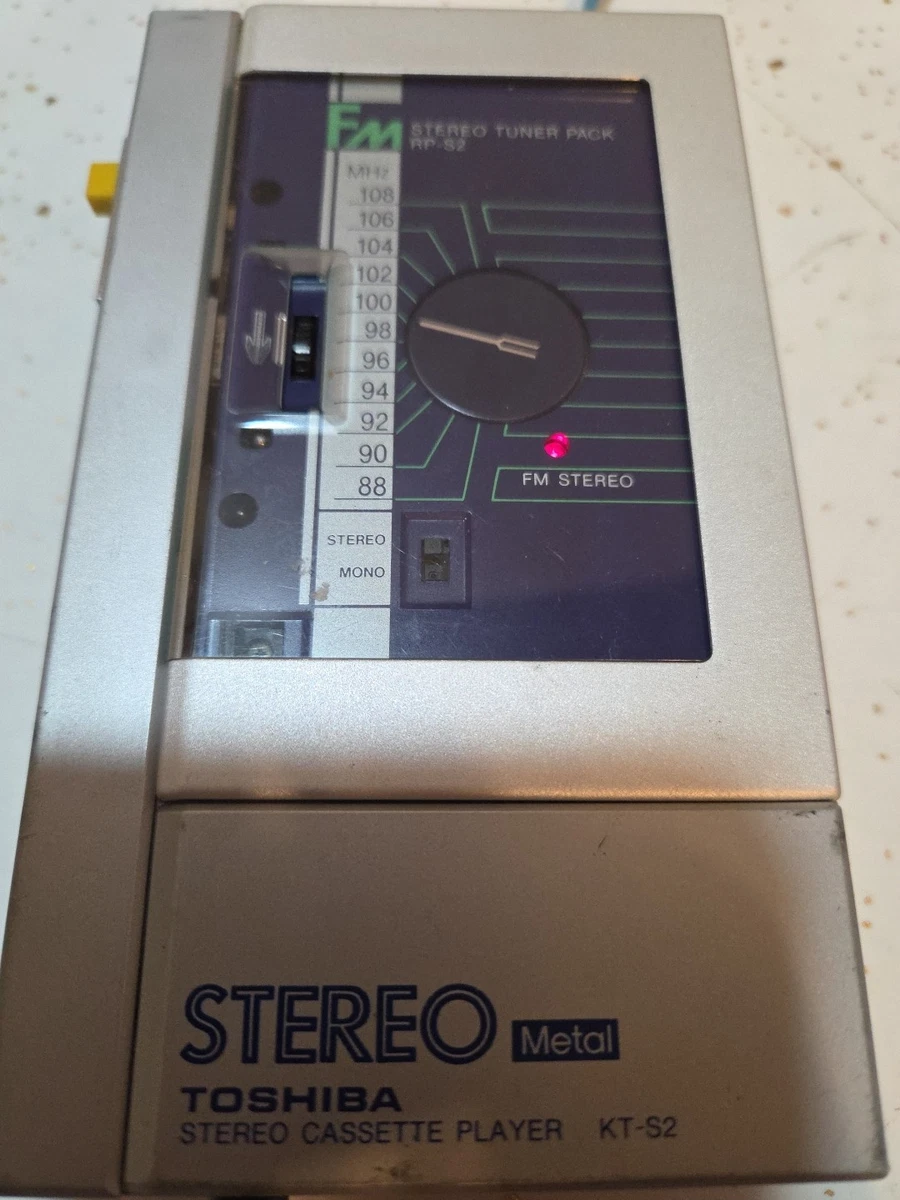 FM STEREO TUNER PACK
RP-S2
MHz
108
106
104
102
100
98
96
94
92
90
88
FM STEREO
STEREO
MONO
STEREO Metal
TOSHIBA
STEREO CASSETTE PLAYER KT-S2